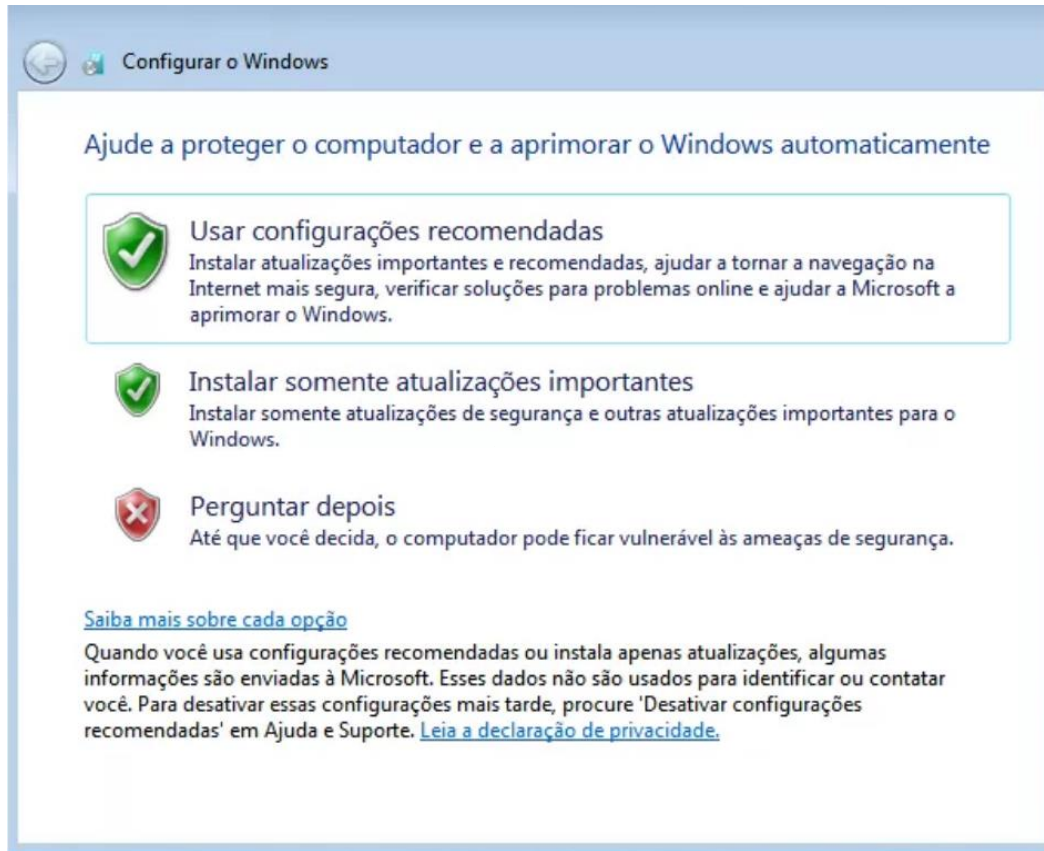 Configurar o Windows
Ajude a proteger o computador e a aprimorar o Windows automaticamente
Usar configurações recomendadas
Instalar atualizações importantes e recomendadas, ajudar a tornar a navegação na
Internet mais segura, verificar soluções para problemas online e ajudar a Microsoft a
aprimorar o Windows.
Instalar somente atualizações importantes
Instalar somente atualizações de segurança e outras atualizações importantes para o
Windows.
Perguntar depois
Até que você decida, o computador pode ficar vulnerável às ameaças de segurança.
Saiba mais sobre cada opção
Quando você usa configurações recomendadas ou instala apenas atualizações, algumas
informações são enviadas à Microsoft. Esses dados não são usados para identificar ou contatar
você. Para desativar essas configurações mais tarde, procure 'Desativar configurações
recomendadas' em Ajuda e Suporte. Leia a declaração de privacidade.